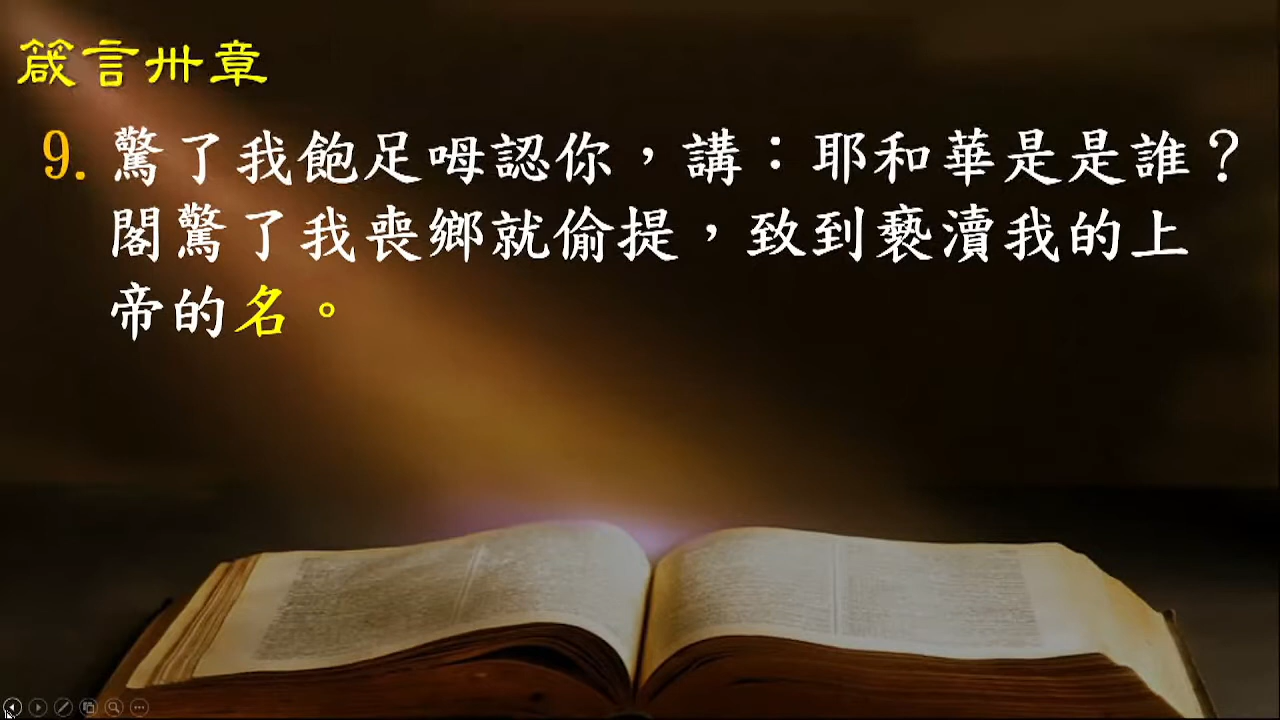 箴言卅章
9. 驚了我飽足呣認你，講：耶和華是是誰？
閣驚了我喪鄉就偷提，致到褻瀆我的上
帝的名。